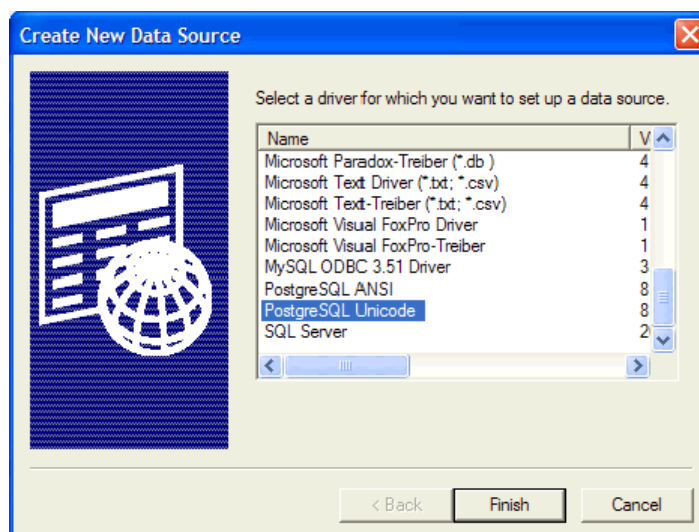 Create New Data Source
Select a driver for which you want to set up a data source.
Name V
Microsoft Paradox-Treiber (*.db ) 4
Microsoft Text Driver (*.txt; *.csv) 4
Microsoft Text-Treiber (*.txt; *.csv) 4
Microsoft Visual FoxPro Driver 1
Microsoft Visual FoxPro-Treiber 1
MySQL ODBC 3.51 Driver 3
PostgreSQL ANSI 8
PostgreSQL Unicode 8
SQL Server 2
< Back Finish Cancel